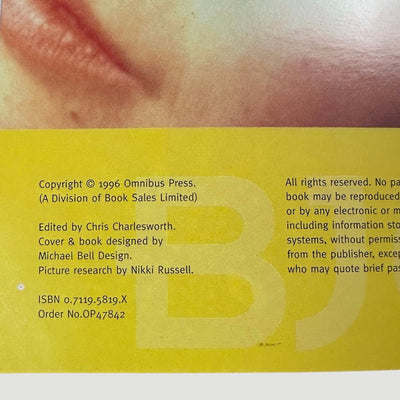 Copyright © 1996 Omnibus Press.
(A Division of Book Sales Limited)
Edited by Chris Charlesworth.
Cover & book designed by
Michael Bell Design.
Picture research by Nikki Russell.
ISBN 0.7119.5819.X
Order No.OP47842
All rights reserved. No pa
book may be reproduced
or by any electronic or m
including information sto
systems, without permiss
from the publisher, excep
who may quote brief pas
BJ